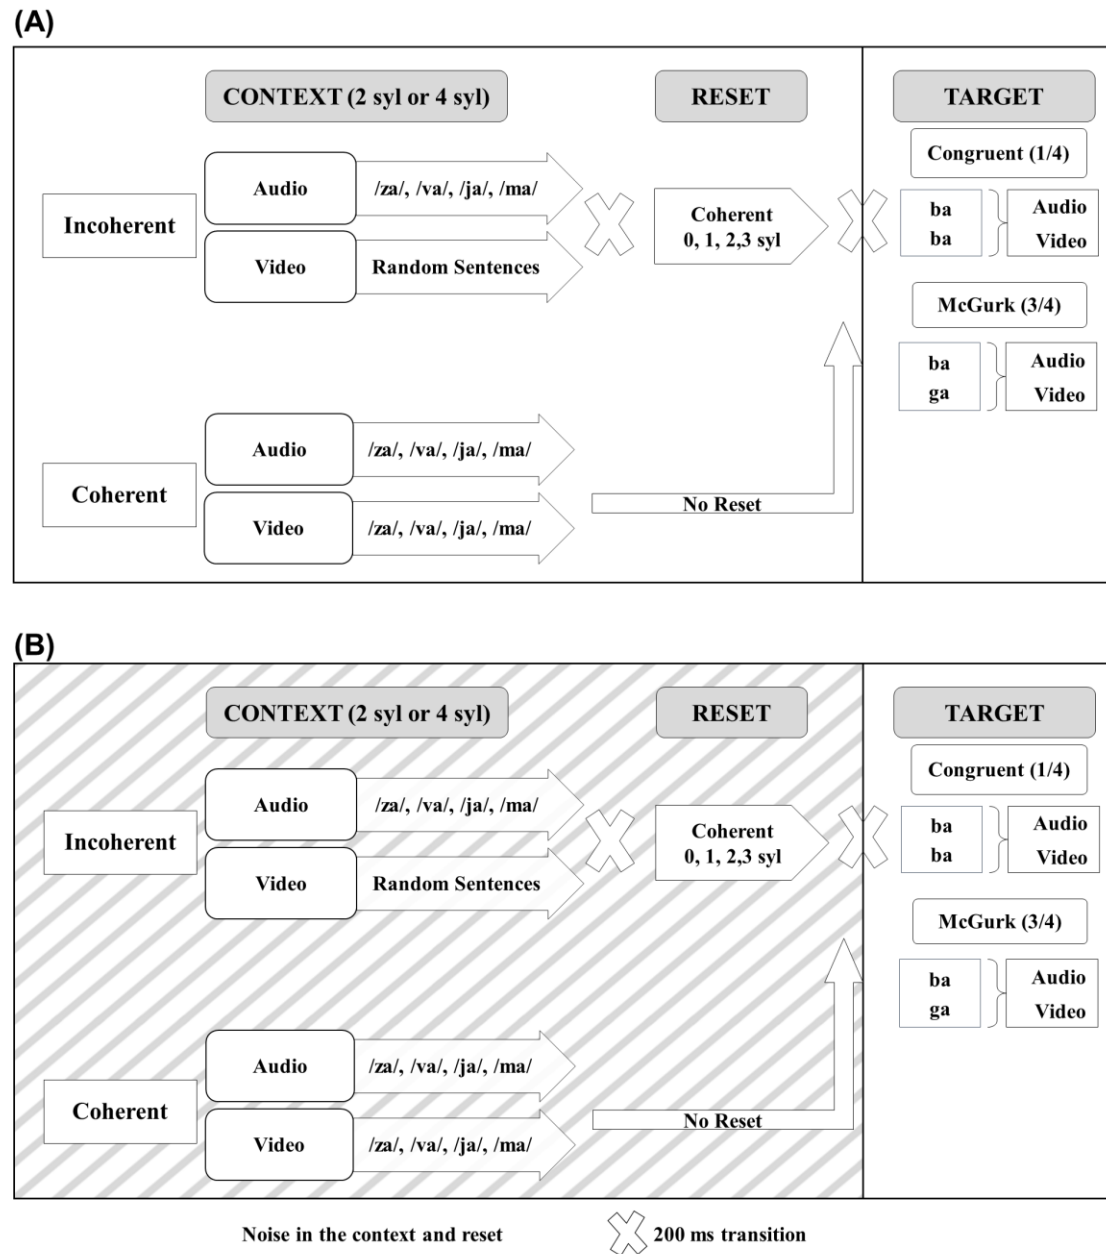 (A)
CONTEXT (2 syl or 4 syl)
RESET
TARGET
Incoherent
Audio
/za/, /va/, /ja/, /ma/
Video
Random Sentences
Coherent
0, 1, 2,3 syl
Congruent (1/4)
ba
ba
Audio
Video
McGurk (3/4)
ba
ga
Audio
Video
Coherent
Audio
/za/, /va/, /ja/, /ma/
Video
/za/, /va/, /ja/, /ma/
No Reset
(B)
CONTEXT (2 syl or 4 syl)
RESET
TARGET
Incoherent
Audio
/za/, /va/, /ja/, /ma/
Video
Random Sentences
Coherent
0, 1, 2,3 syl
Congruent (1/4)
ba
ba
Audio
Video
McGurk (3/4)
ba
ga
Audio
Video
Coherent
Audio
/za/, /va/, /ja/, /ma/
Video
/za/, /va/, /ja/, /ma/
No Reset
Noise in the context and reset
200 ms transition